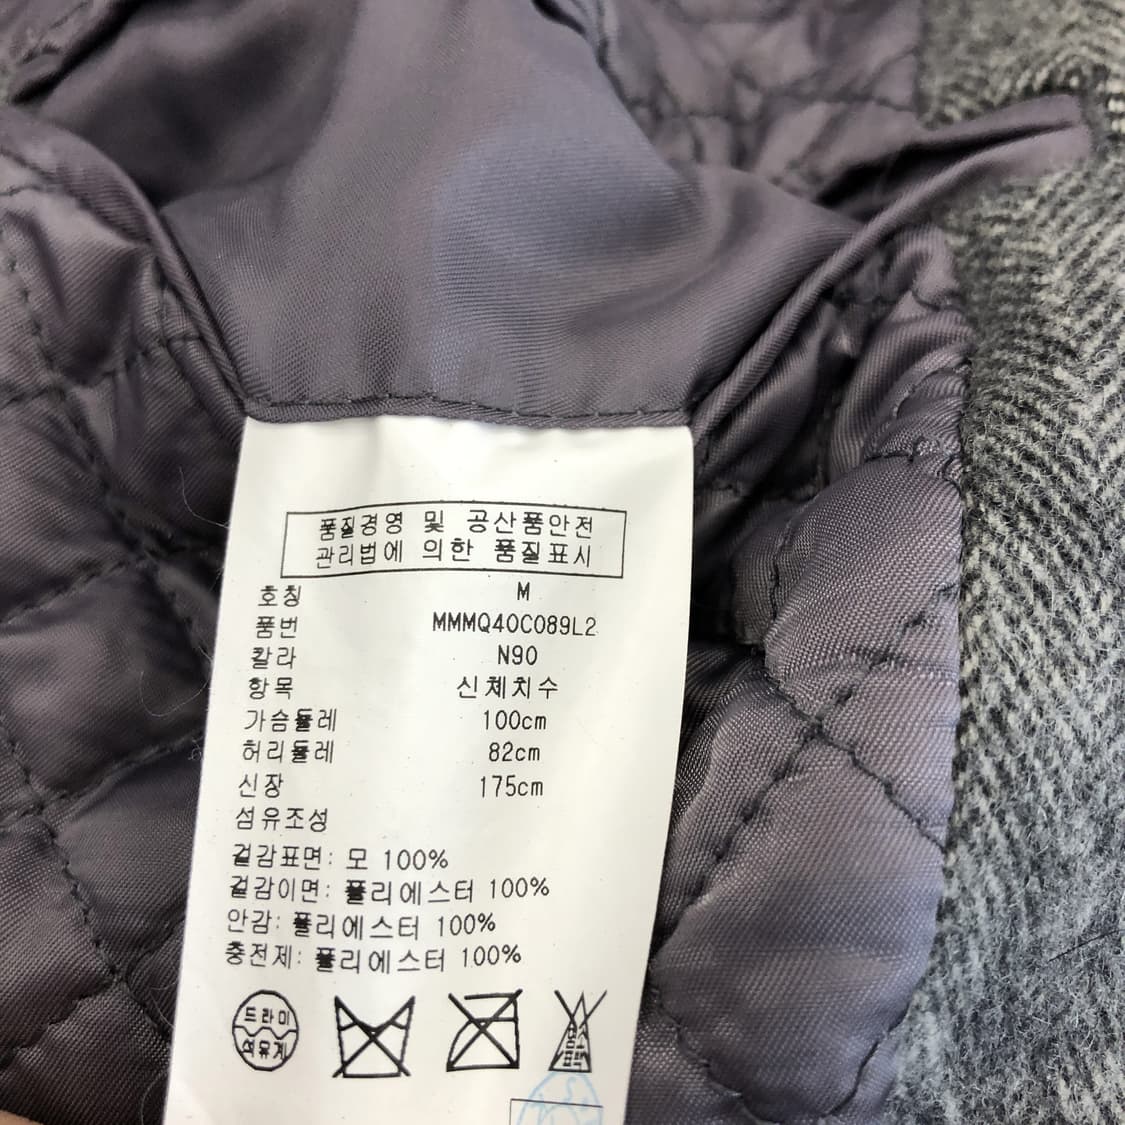 품질경영 및 공산품안전
관리법에 의한 품질표시
호칭 M
품번 MMMQ40C089L2
칼라 N90
항목 신체치수
가슴둘레 100cm
허리둘레 82cm
신장 175cm
섬유조성
겉감표면: 모 100%
겉감이면: 폴리에스터 100%
안감: 폴리에스터 100%
충전제: 폴리에스터 100%
드라이
석유계
염소
표백